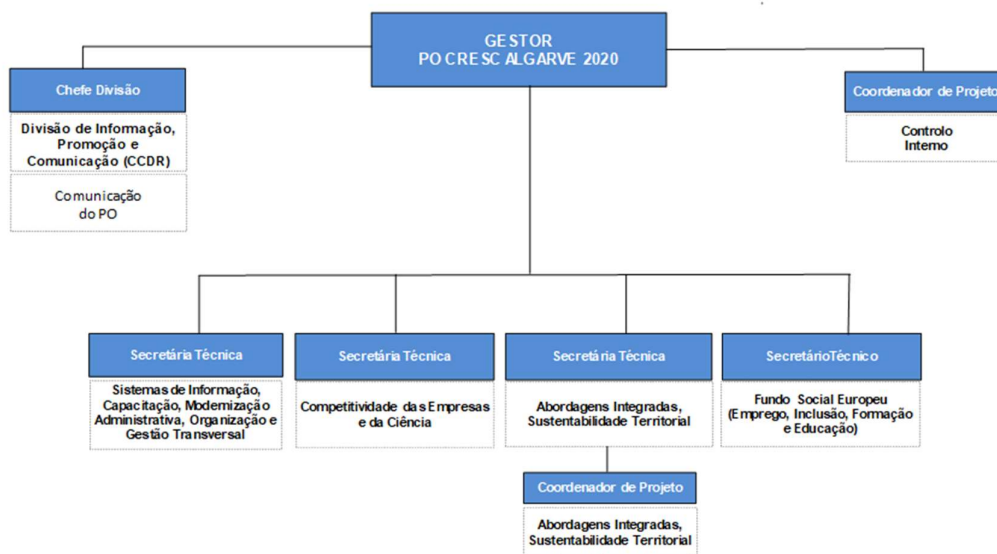 GESTOR
PO CRESC ALGARVE 2020
Chefe Divisão
Divisão de Informação,
Promoção e
Comunicação (CCDR)
Comunicação
do PO
Coordenador de Projeto
Controlo
Interno
Secretária Técnica
Sistemas de Informação,
Capacitação, Modernização
Administrativa, Organização e
Gestão Transversal
Secretária Técnica
Competitividade das Empresas
e da Ciência
Secretária Técnica
Abordagens Integradas,
Sustentabilidade Territorial
SecretárioTécnico
Fundo Social Europeu
(Emprego, Inclusão, Formação
e Educação)
Coordenador de Projeto
Abordagens Integradas,
Sustentabilidade Territorial